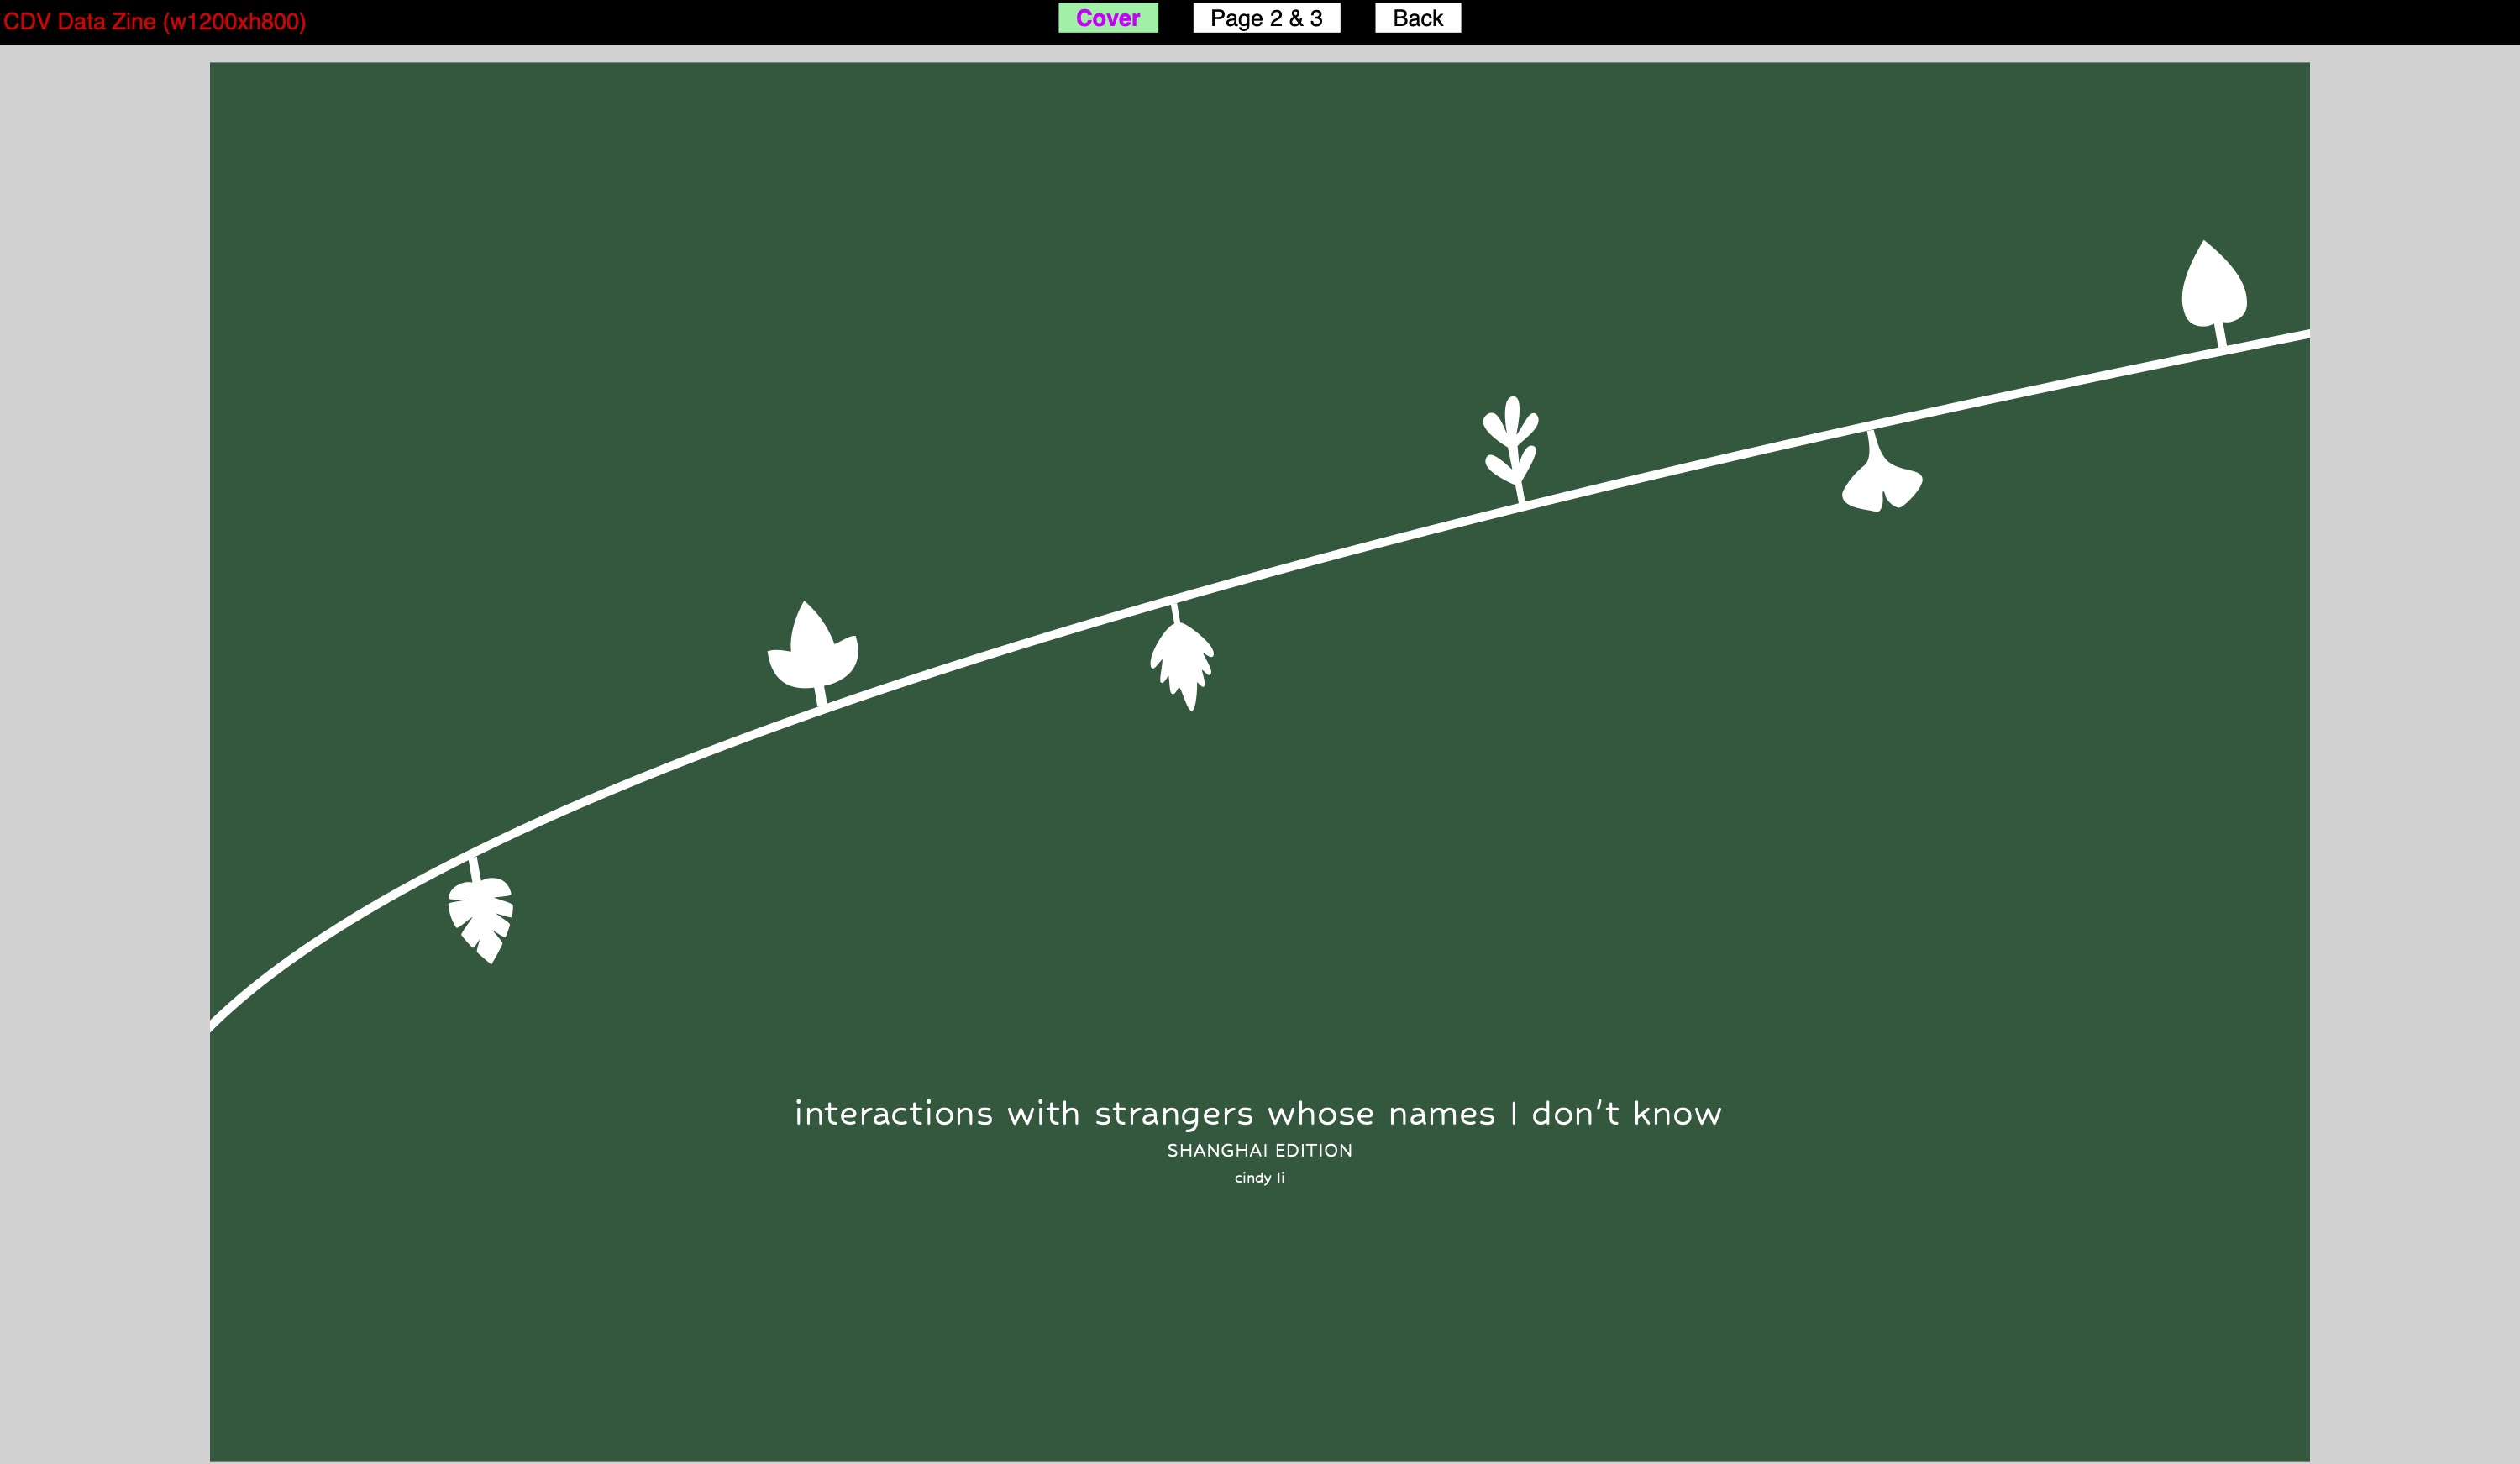 CDV Data Zine (w1200xh800)
Cover
Page 2 & 3
Back
interactions with strangers whose names I don't know
SHANGHAI EDITION
cindy li